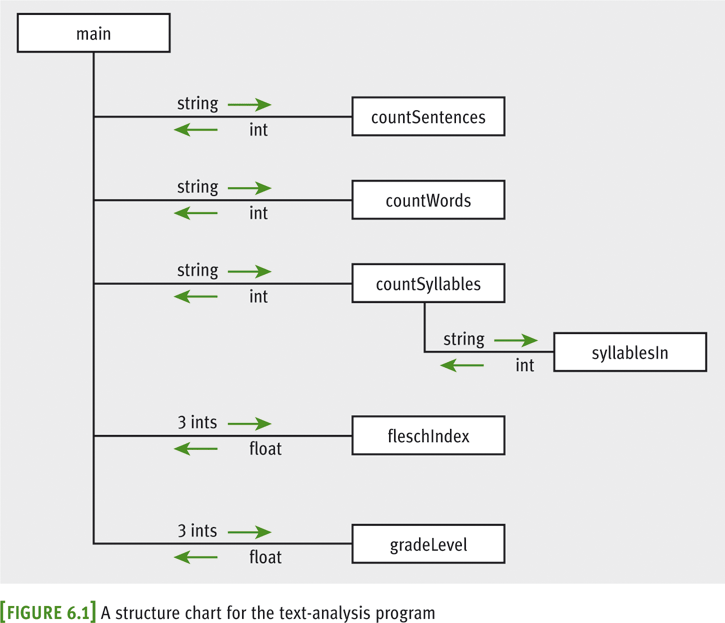 main
string
countSentences
int
string
countWords
int
string
countSyllables
int
string
syllablesIn
int
3 ints
fleschIndex
float
3 ints
gradeLevel
float
[FIGURE 6.1] A structure chart for the text-analysis program